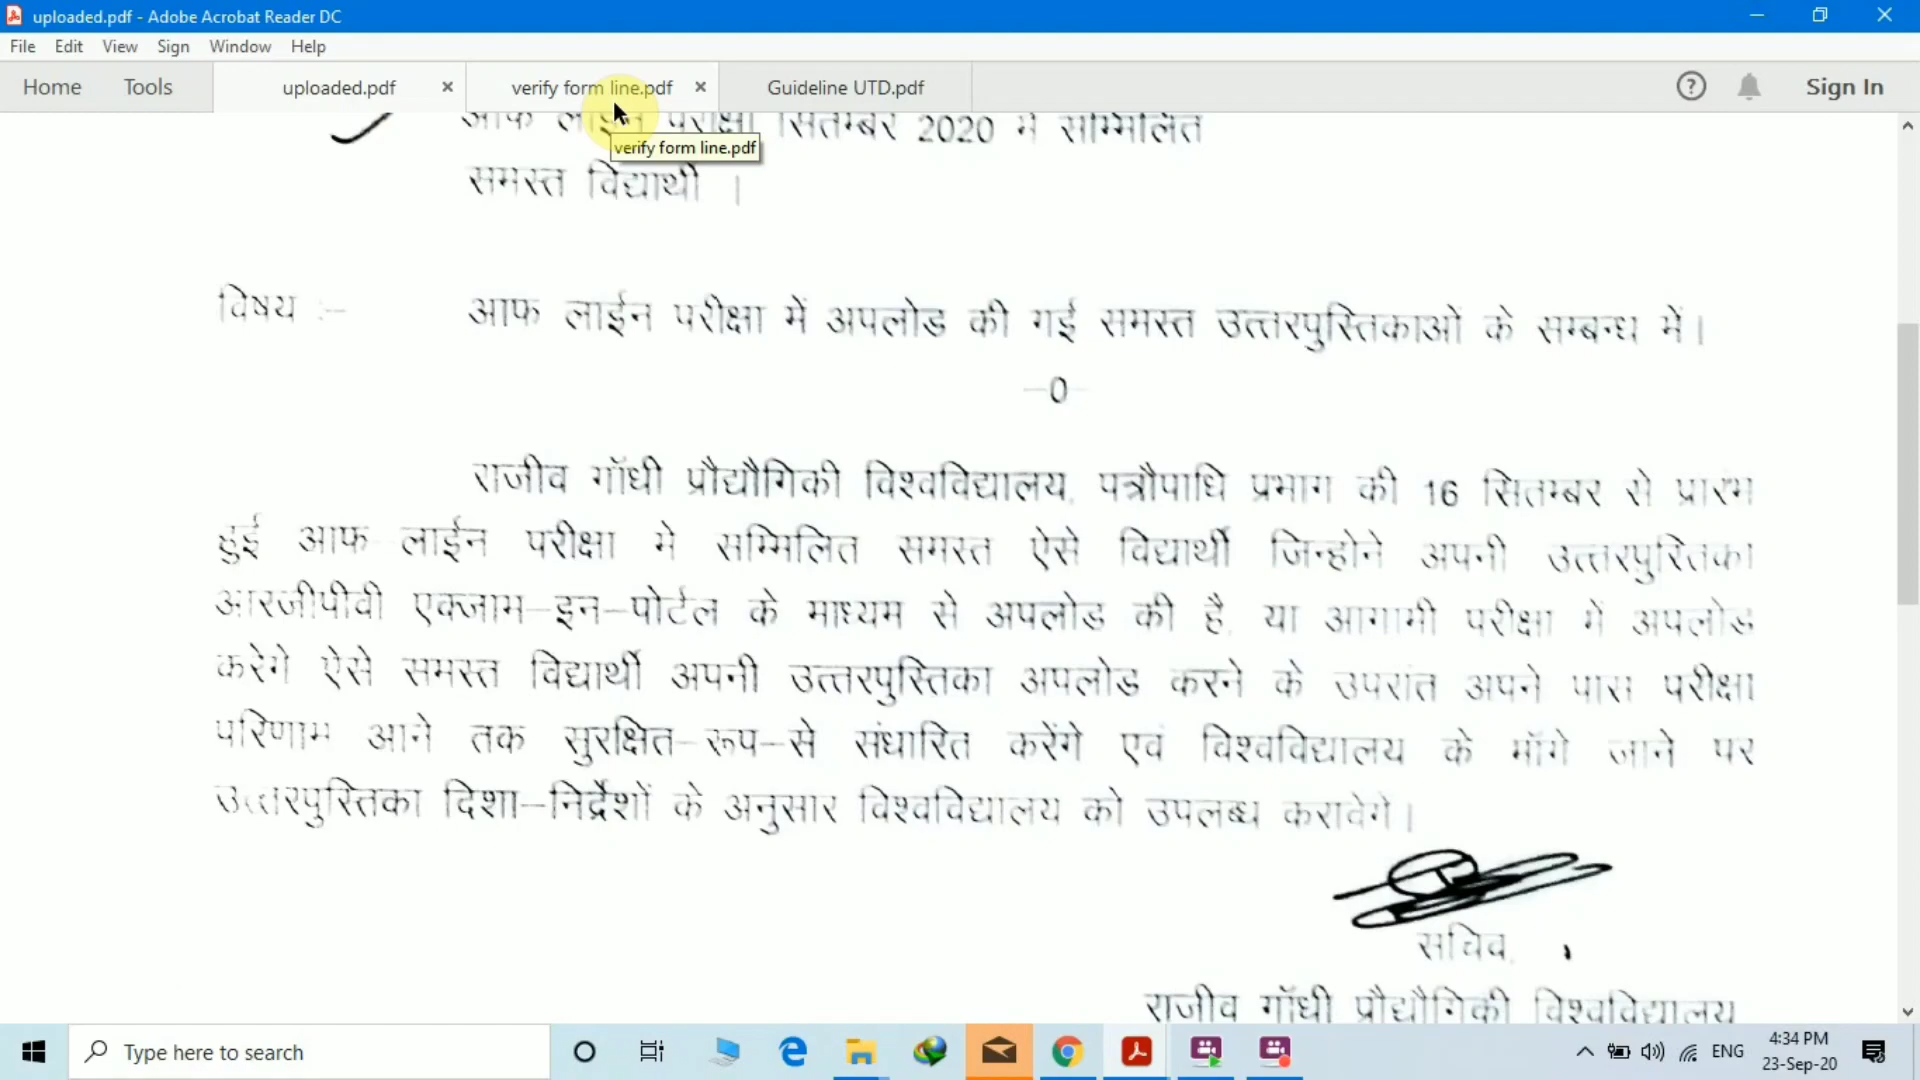 uploaded.pdf - Adobe Acrobat Reader DC
File Edit View Sign Window Help
Home Tools uploaded.pdf × verify form line.pdf × Guideline UTD.pdf Sign In
आफ लाईन परीक्षा सितम्बर 2020 में सम्मिलित
verify form line.pdf
समस्त विद्यार्थी ।
विषय :- आफ लाईन परीक्षा में अपलोड की गई समस्त उत्तरपुस्तिकाओं के सम्बन्ध में।
-0-
राजीव गॉंधी प्रौद्यौगिकी विश्वविद्यालय, पत्रौपाधि प्रभाग की 16 सितम्बर से प्रारंभ
हुई आफ लाईन परीक्षा मे सम्मिलित समस्त ऐसे विद्यार्थी जिन्होने अपनी उत्तरपुस्तिका
आरजीपीवी एक्जाम-इन-पोर्टल के माध्यम से अपलोड की है, या आगामी परीक्षा में अपलोड
करेगे ऐसे समस्त विद्यार्थी अपनी उत्तरपुस्तिका अपलोड करने के उपरांत अपने पास परीक्षा
परिणाम आने तक सुरक्षित-रूप-से संधारित करेंगे एवं विश्वविद्यालय के मॉगे जाने पर
उत्तरपुस्तिका दिशा-निर्देशों के अनुसार विश्वविद्यालय को उपलब्ध करावेगे।
सचिव,
राजीव गॉंधी प्रौद्यौगिकी विश्वविद्यालय
Type here to search
ENG
4:34 PM
23-Sep-20